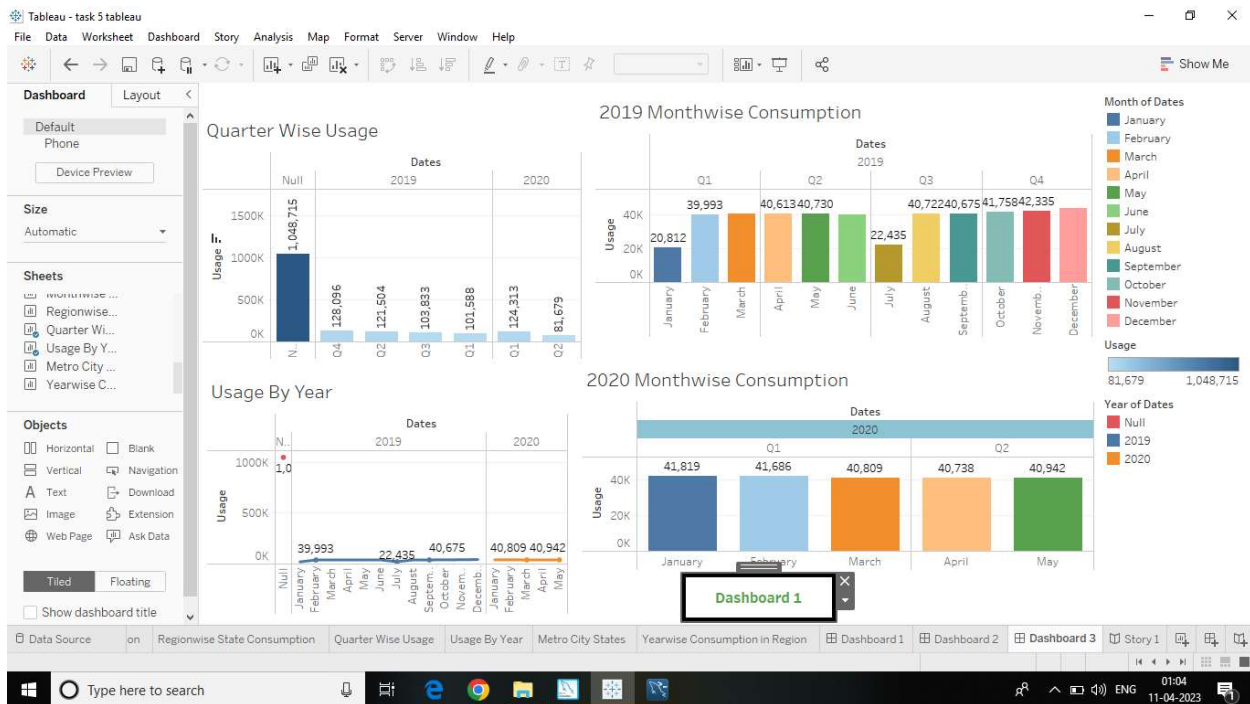 Tableau - task 5 tableau
File Data Worksheet Dashboard Story Analysis Map Format Server Window Help
Show Me
Dashboard Layout
Default
Phone
Device Preview
Size
Automatic
Sheets
Monthwise ...
Regionwise...
Quarter Wi...
Usage By Y...
Metro City ...
Yearwise C...
Objects
Horizontal Blank
Vertical Navigation
Text Download
Image Extension
Web Page Ask Data
Tiled Floating
Show dashboard title
Quarter Wise Usage
Dates
Null 2019 2020
Usage
1500K
1000K
500K
0K
1,048,715 128,096 121,504 103,833 101,588 124,313 81,679
N.. Q4 Q2 Q3 Q1 Q1 Q2
2019 Monthwise Consumption
Dates
2019
Q1 Q2 Q3 Q4
Usage
40K
20K
0K
20,812 39,993 40,613 40,730 22,435 40,722 40,675 41,758 42,335
January February March April May June July August Septemb.. October Novemb.. December
Usage By Year
Dates
N.. 2019 2020
Usage
1000K
500K
0K
1,0
39,993 22,435 40,675 40,809 40,942
Null January February March April May June July August Septem.. October Novem.. Decemb.. January February March April May
2020 Monthwise Consumption
Dates
2020
Q1 Q2
Usage
40K
20K
0K
41,819 41,686 40,809 40,738 40,942
January February March April May
Dashboard 1
Month of Dates
January
February
March
April
May
June
July
August
September
October
November
December
Usage
81,679 1,048,715
Year of Dates
Null
2019
2020
Data Source on Regionwise State Consumption Quarter Wise Usage Usage By Year Metro City States Yearwise Consumption in Region Dashboard 1 Dashboard 2 Dashboard 3 Story 1
Type here to search
ENG
01:04
11-04-2023
1